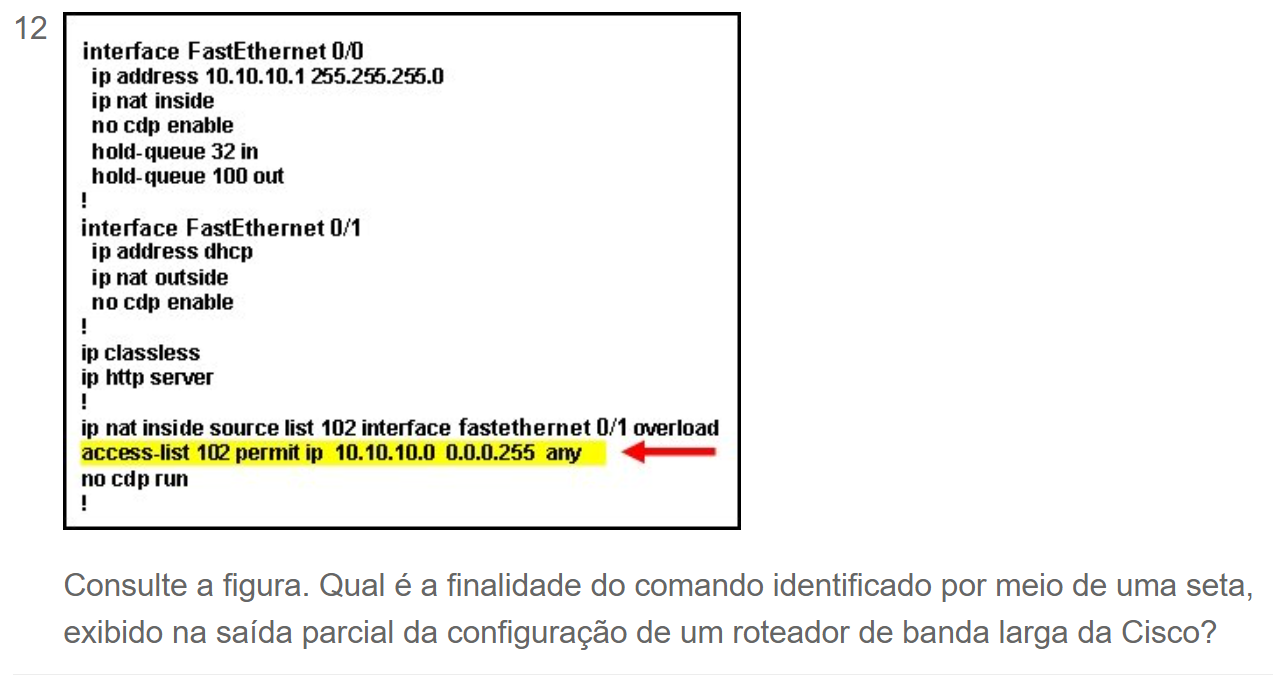 12
interface FastEthernet 0/0
ip address 10.10.10.1 255.255.255.0
ip nat inside
no cdp enable
hold-queue 32 in
hold-queue 100 out
!
interface FastEthernet 0/1
ip address dhcp
ip nat outside
no cdp enable
!
ip classless
ip http server
!
ip nat inside source list 102 interface fastethernet 0/1 overload
access-list 102 permit ip 10.10.10.0 0.0.0.255 any
no cdp run
!
Consulte a figura. Qual é a finalidade do comando identificado por meio de uma seta,
exibido na saída parcial da configuração de um roteador de banda larga da Cisco?